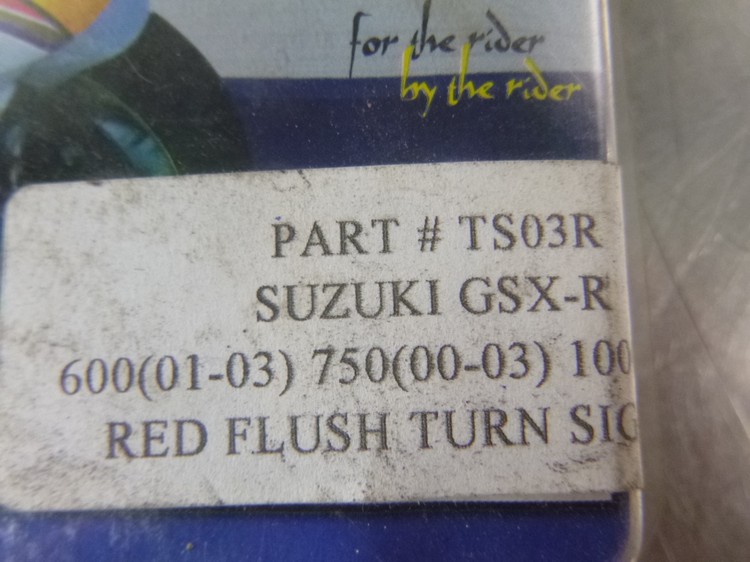 for the rider
by the rider
PART # TS03R
SUZUKI GSX-R
600(01-03) 750(00-03) 100
RED FLUSH TURN SIG